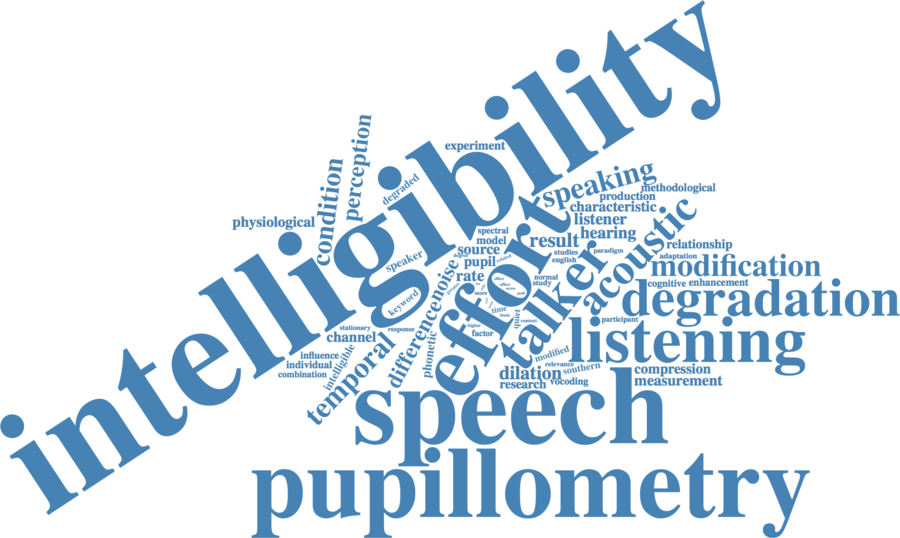 intelligibility
experiment
perception
degraded
condition
physiological
speaking
methodological
production
characteristic
listener
hearing
acoustic
relationship
adaptation
spectral
model
source
result
studies
english
paradigm
speaker
pupil
rate
noise
effort
talker
modification
cognitive
enhancement
degradation
keyword
normal
study
time
quiet
context
participant
stationary
response
channel
higher
factor
difference
phonetic
temporal
influence
individual
combination
intelligible
listening
modified
relevance
southern
dilation
research
vocoding
compression
measurement
speech
pupillometry